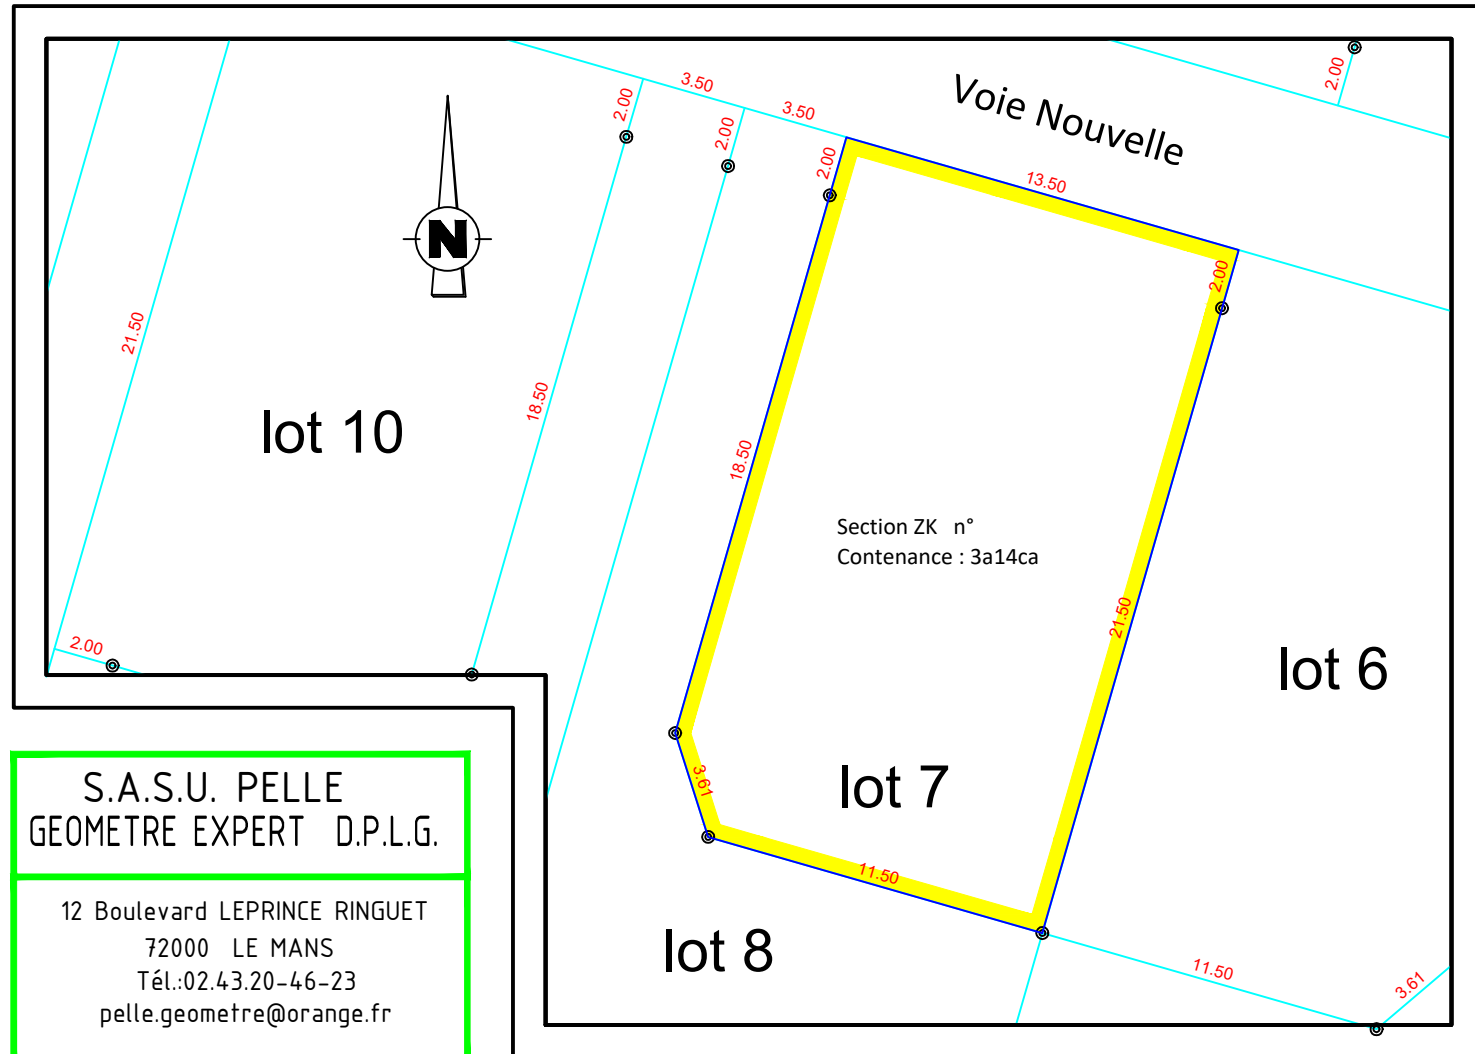 2.00
3.50
3.50
2.00
2.00
2.00
Voie Nouvelle
13.50
2.00
21.50
18.50
lot 10
N
18.50
Section ZK n°
Contenance : 3a14ca
21.50
2.00
lot 6
3.61
lot 7
11.50
lot 8
11.50
3.61
S.A.S.U. PELLE
GEOMETRE EXPERT D.P.L.G.
12 Boulevard LEPRINCE RINGUET
72000 LE MANS
Tél.:02.43.20-46-23
pelle.geometre@orange.fr